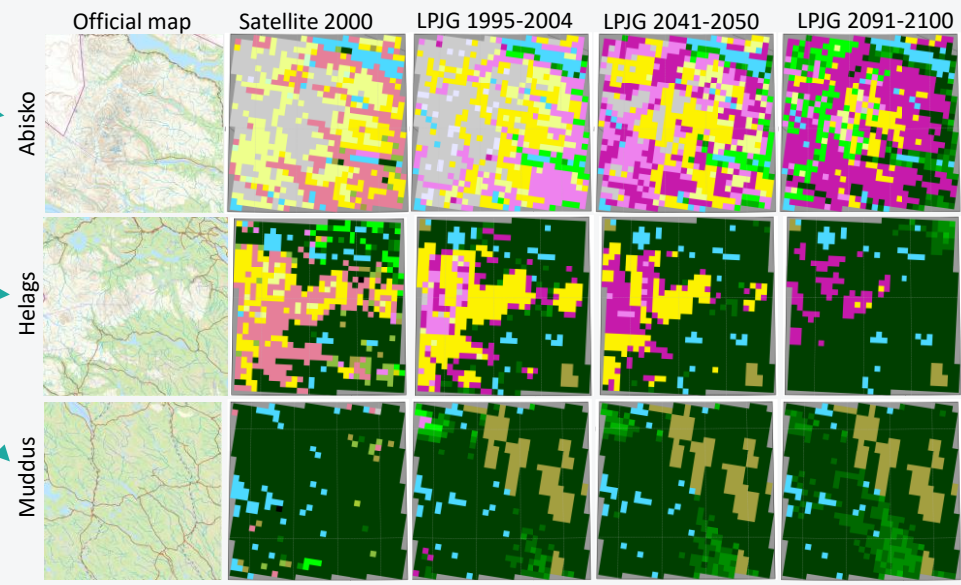 Official map
Satellite 2000
LPJG 1995-2004
LPJG 2041-2050
LPJG 2091-2100
Abisko
Helags
Muddus